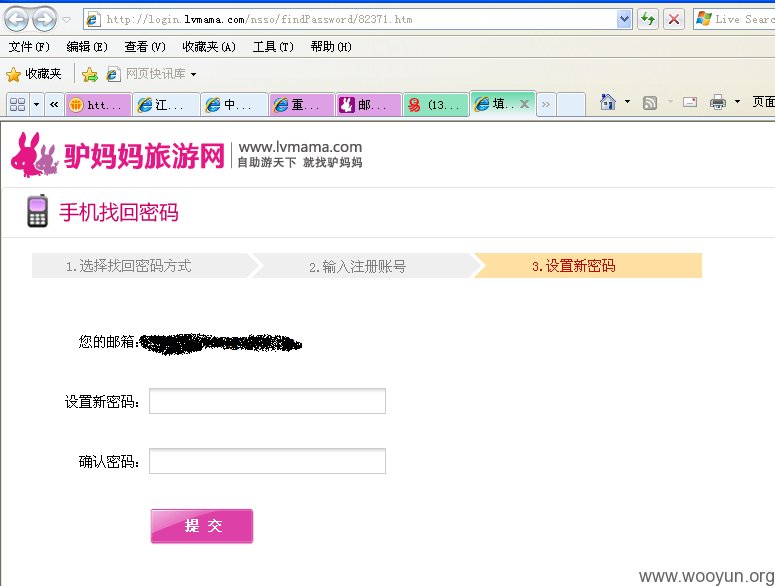 http://login.lvmama.com/nsso/findPassword/82371.htm
Live Searc
文件(F) 编辑(E) 查看(V) 收藏夹(A) 工具(T) 帮助(H)
收藏夹 网页快讯库
« htt... 江... 中... 重... 邮... (13... 填.. » 页面
驴妈妈旅游网 www.lvmama.com
自助游天下 就找驴妈妈
手机找回密码
1.选择找回密码方式 2.输入注册账号 3.设置新密码
您的邮箱:
设置新密码:
确认密码:
提 交
www.wooyun.org